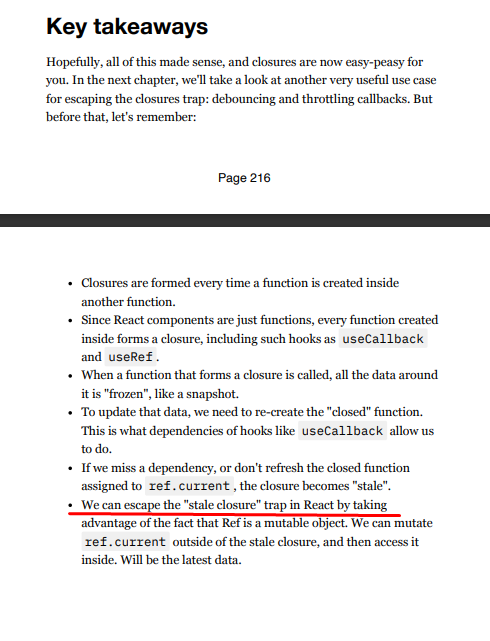 Key takeaways
Hopefully, all of this made sense, and closures are now easy-peasy for
you. In the next chapter, we'll take a look at another very useful use case
for escaping the closures trap: debouncing and throttling callbacks. But
before that, let's remember:
Page 216
• Closures are formed every time a function is created inside
another function.
• Since React components are just functions, every function created
inside forms a closure, including such hooks as useCallback
and useRef.
• When a function that forms a closure is called, all the data around
it is "frozen", like a snapshot.
• To update that data, we need to re-create the "closed" function.
This is what dependencies of hooks like useCallback allow us
to do.
• If we miss a dependency, or don't refresh the closed function
assigned to ref.current, the closure becomes "stale".
• We can escape the "stale closure" trap in React by taking
advantage of the fact that Ref is a mutable object. We can mutate
ref.current outside of the stale closure, and then access it
inside. Will be the latest data.